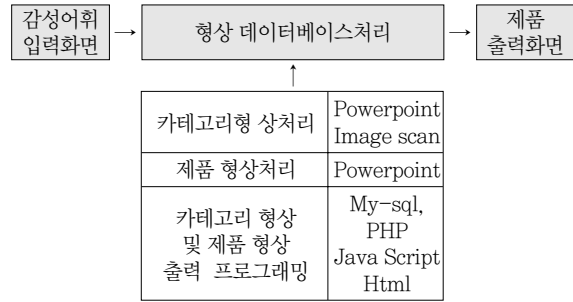 감성어휘
입력화면
→
형상 데이터베이스처리
→
제품
출력화면
↑
카테고리형 상처리
Powerpoint
Image scan
제품 형상처리
Powerpoint
카테고리 형상
및 제품 형상
출력 프로그래밍
My-sql,
PHP
Java Script
Html